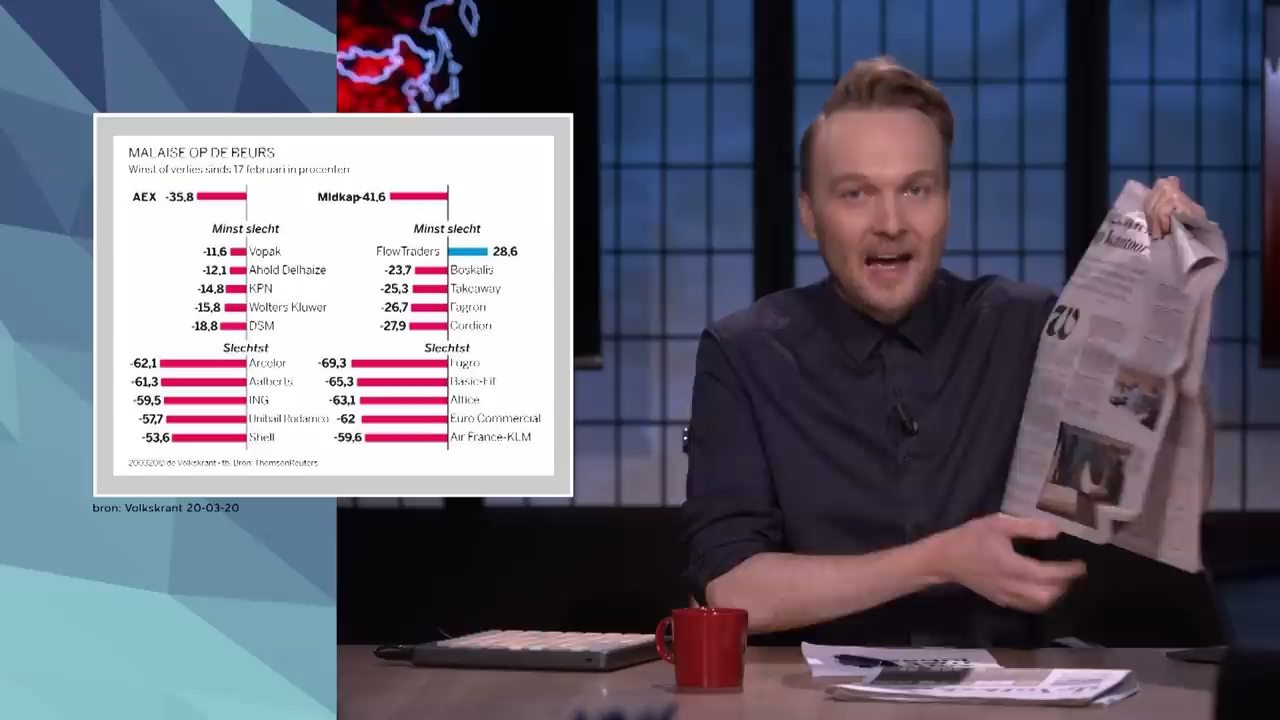 MALAISE OP DE BEURS
Winst of verlies sinds 17 februari in procenten
AEX -35,8
Midkap -41,6
Minst slecht
-11,6 Vopak
-12,1 Ahold Delhaize
-14,8 KPN
-15,8 Wolters Kluwer
-18,8 DSM
Slechtst
-62,1 Arcelor
-61,3 Aalberts
-59,5 ING
-57,7 Unibail Rodamco
-53,6 Shell
Minst slecht
FlowTraders 28,6
-23,7 Boskalis
-25,3 Takeaway
-26,7 Fagron
-27,9 Cordion
Slechtst
-69,3 Fugro
-65,3 Basic-Fit
-63,1 Altice
-62 Euro Commercial
-59,6 Air France-KLM
200320 © de Volkskrant - tb. Bron: ThomsonReuters
bron: Volkskrant 20-03-20